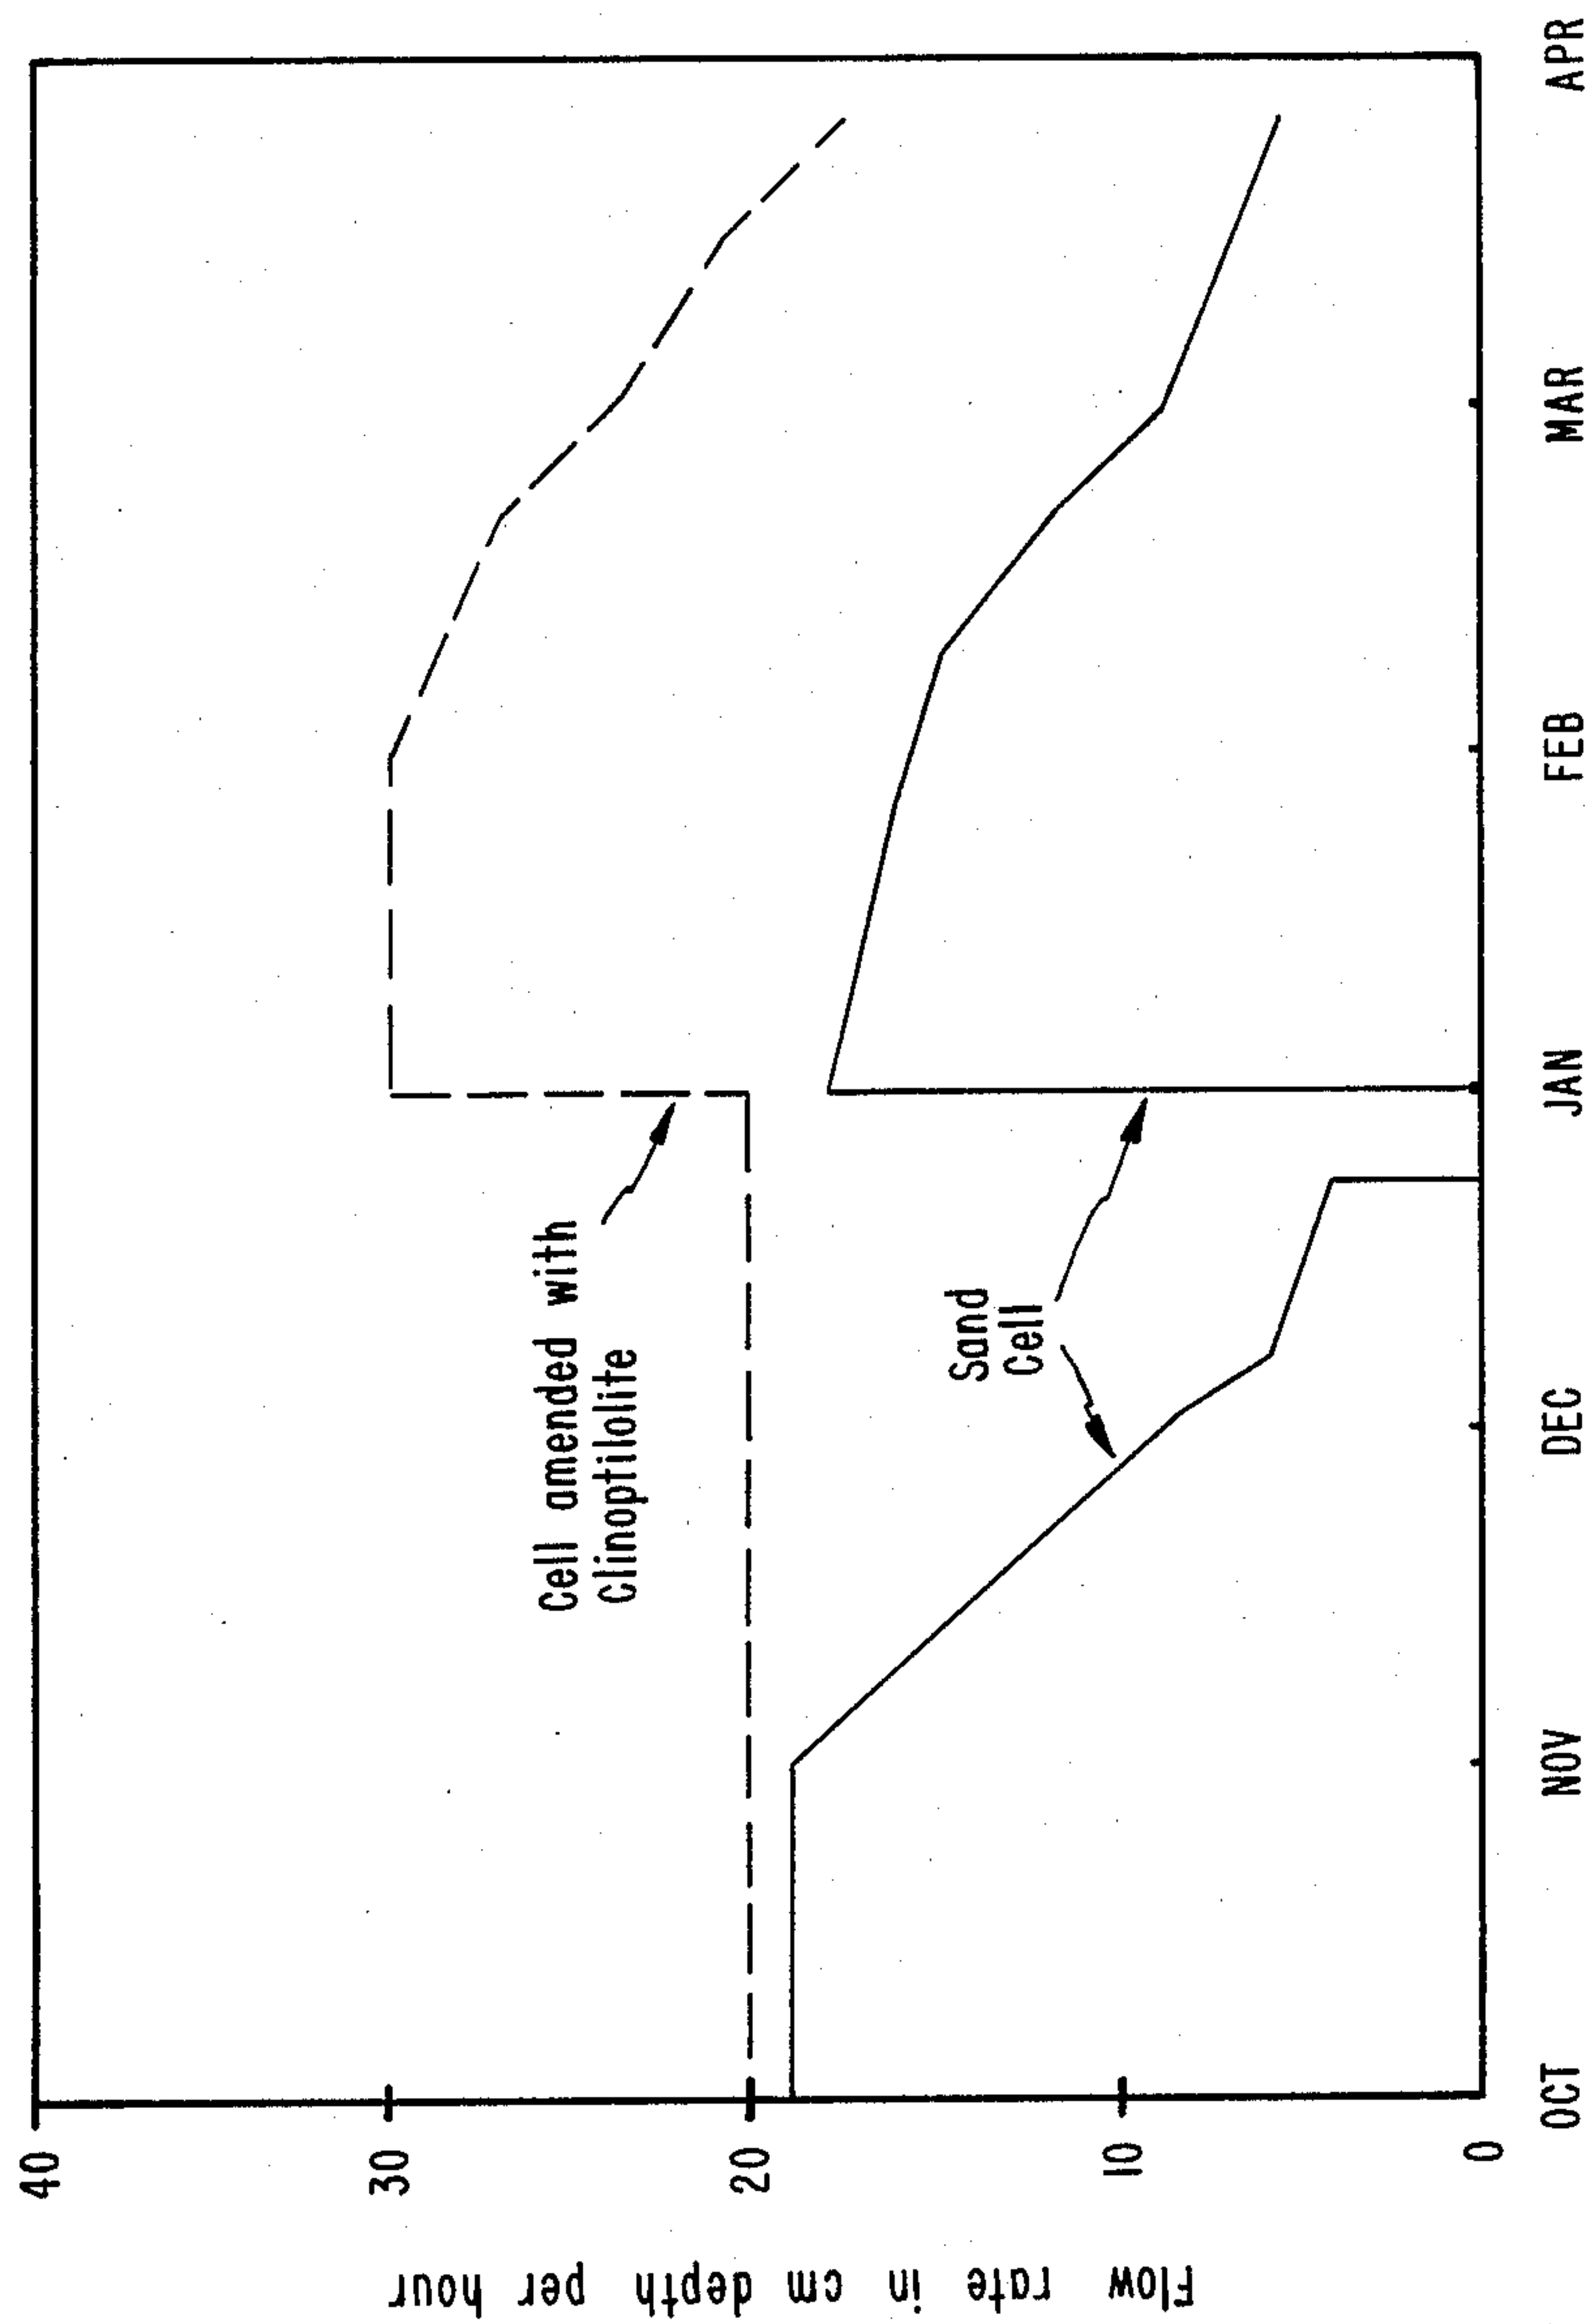 40
30
20
10
0
Flow rate in cm depth per hour
Cell amended with
Clinoptilolite
Sand
Cell
OCT
NOV
DEC
JAN
FEB
MAR
APR